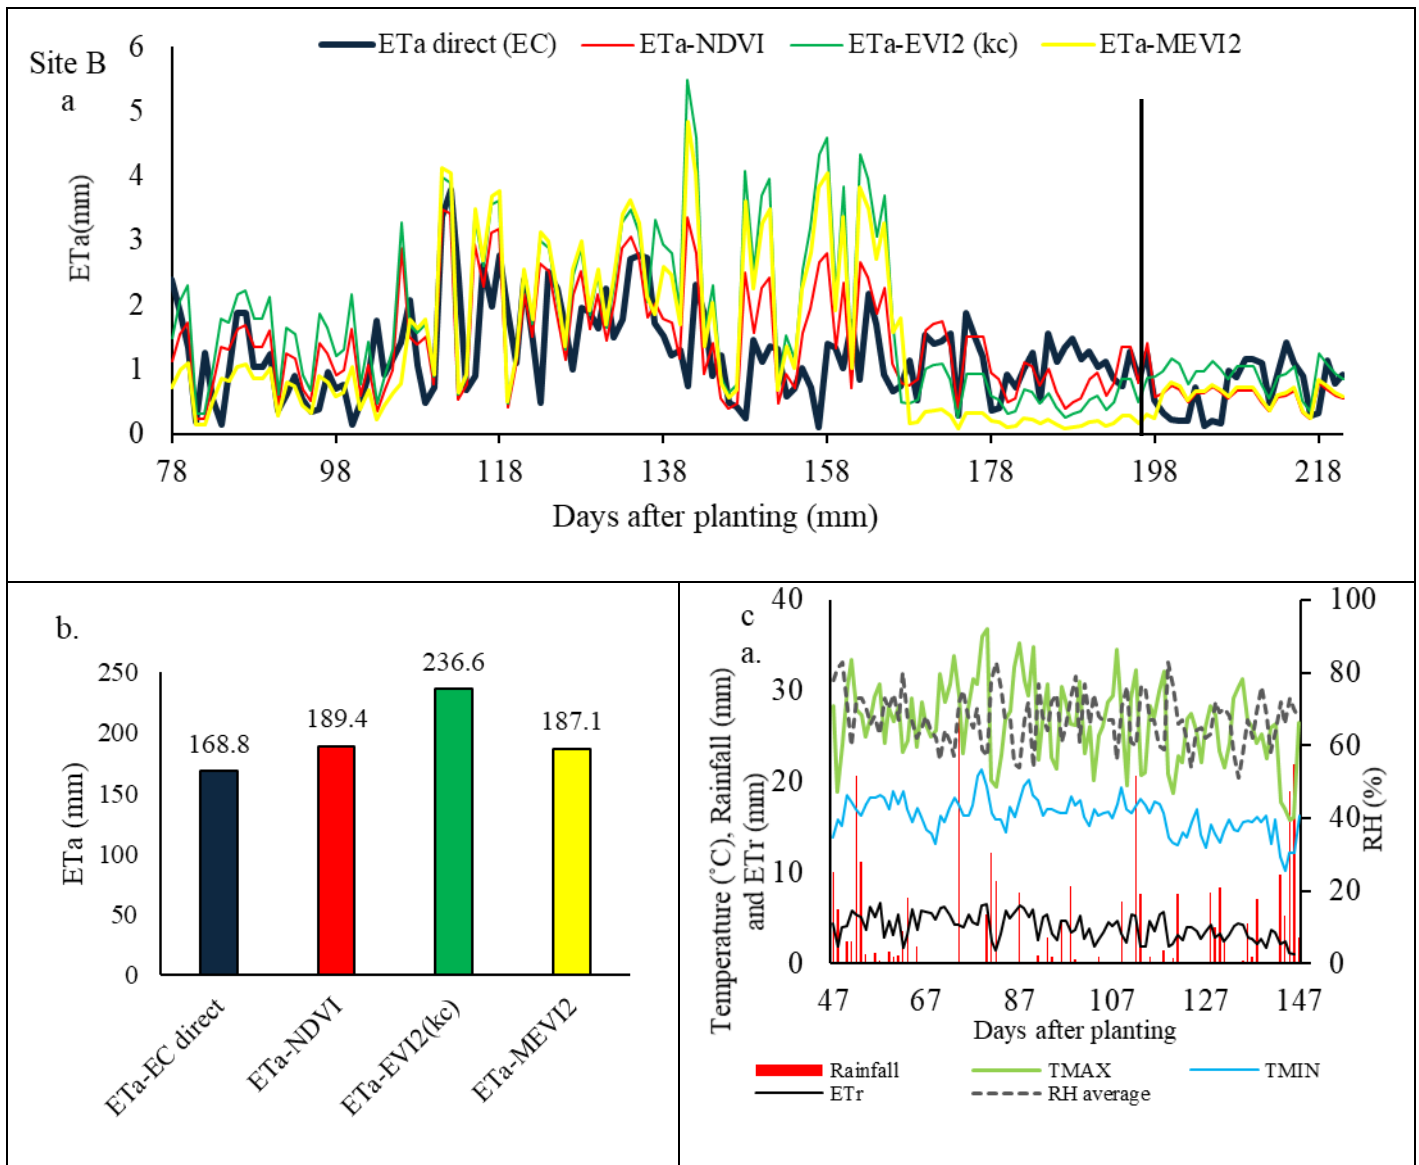 ETa direct (EC) ETa-NDVI ETa-EVI2 (kc) ETa-MEVI2
Site B
a
ETa(mm)
6
5
4
3
2
1
0
78 98 118 138 158 178 198 218
Days after planting (mm)
b.
ETa (mm)
250
200
150
100
50
0
168.8 189.4 236.6 187.1
ETa-EC direct ETa-NDVI ETa-EVI2(kc) ETa-MEVI2
c
a.
Temperature (˚C), Rainfall (mm)
and ETr (mm)
40
30
20
10
0
100
80
60
40
20
0
RH (%)
47 67 87 107 127 147
Days after planting
Rainfall TMAX TMIN
ETr RH average